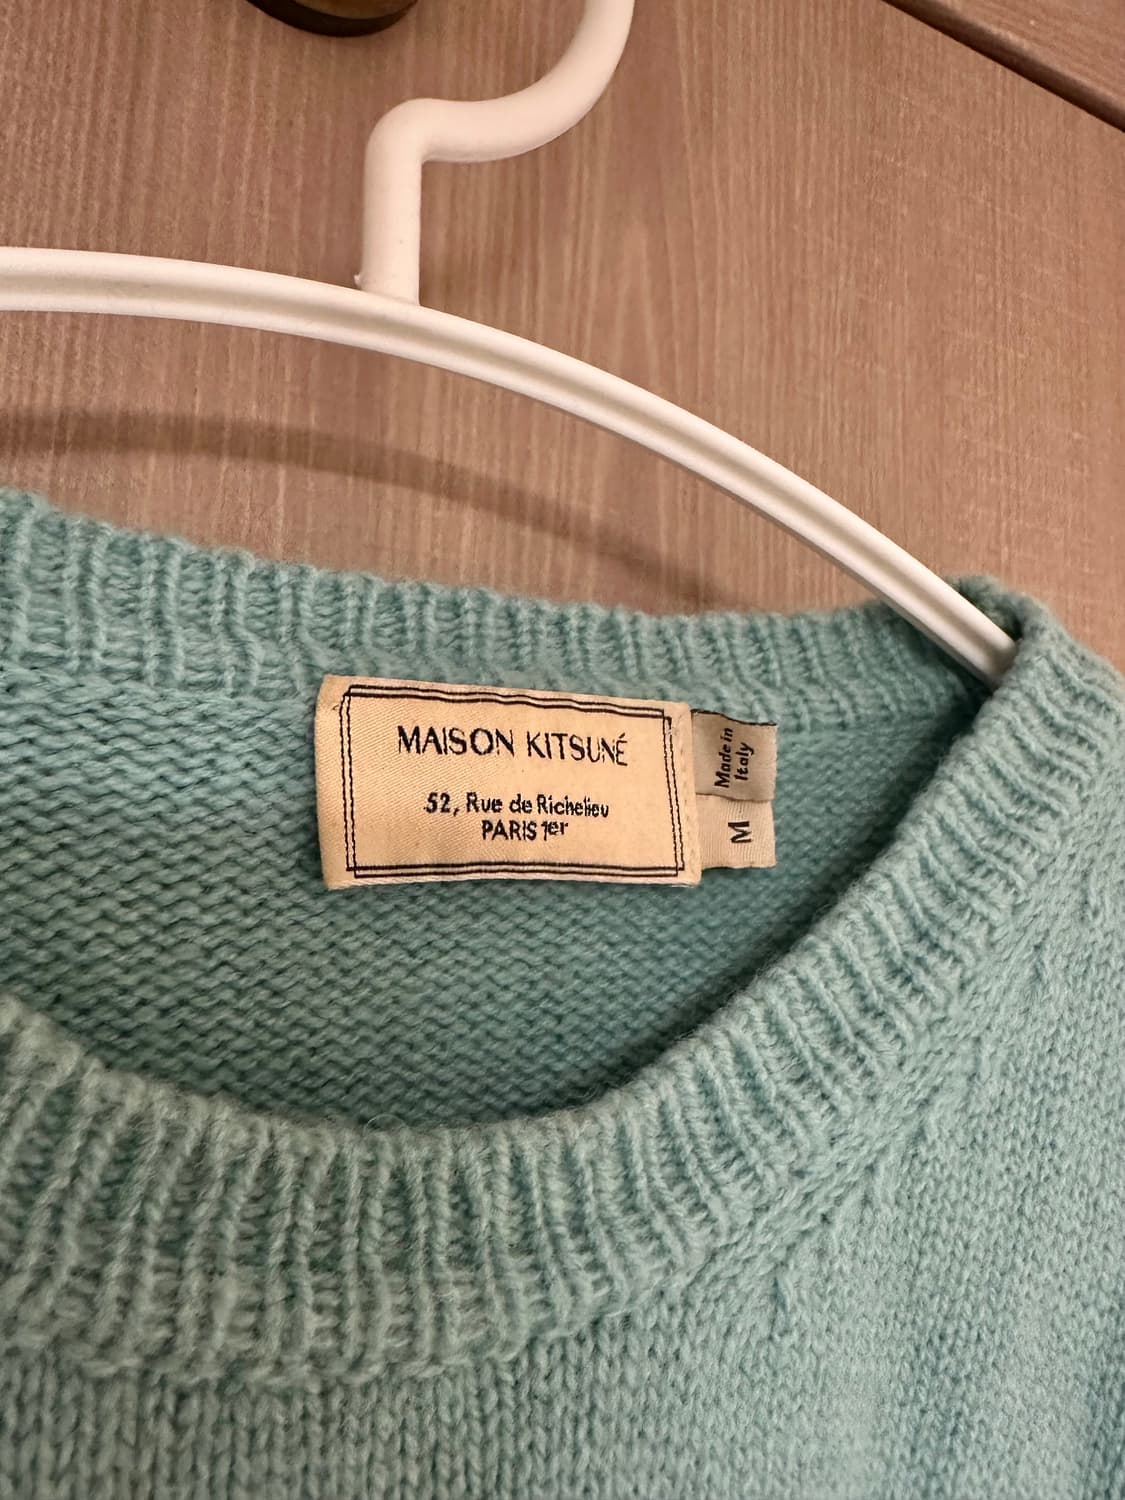 MAISON KITSUNÉ
52, Rue de Richelieu
PARIS 1er
Made in
Italy
M